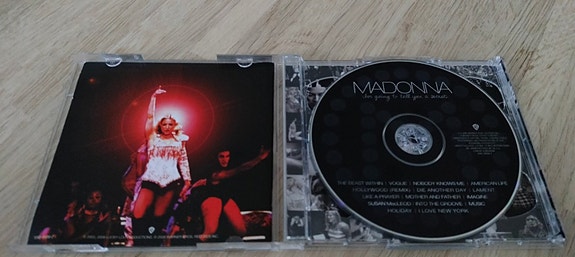 MADONNA
i'm going to tell you a secret
THE BEAST WITHIN | VOGUE | NOBODY KNOWS ME | AMERICAN LIFE
HOLLYWOOD (REMIX) | DIE ANOTHER DAY | LAMENT
LIKE A PRAYER | MOTHER AND FATHER | IMAGINE
SUSAN MACLEOD / INTO THE GROOVE | MUSIC
HOLIDAY | I LOVE NEW YORK